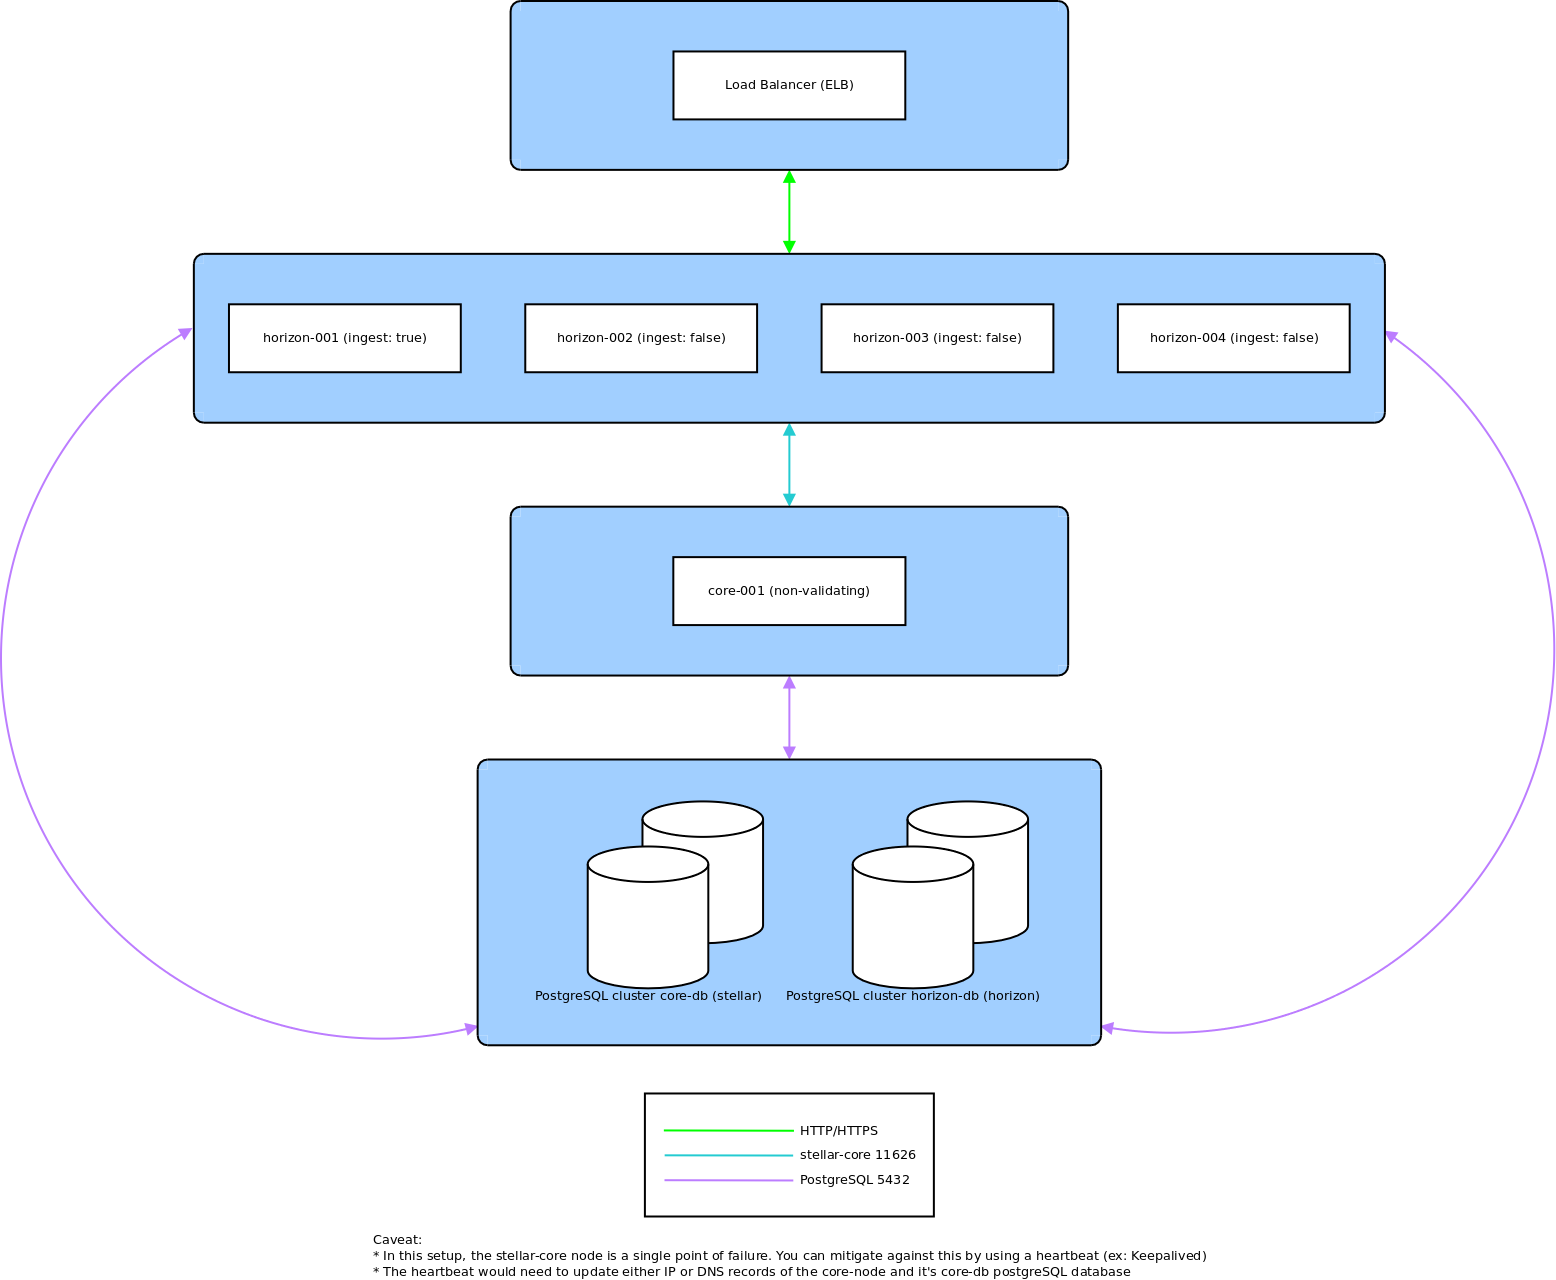 Load Balancer (ELB)
horizon-001 (ingest: true)
horizon-002 (ingest: false)
horizon-003 (ingest: false)
horizon-004 (ingest: false)
core-001 (non-validating)
PostgreSQL cluster core-db (stellar)
PostgreSQL cluster horizon-db (horizon)
HTTP/HTTPS
stellar-core 11626
PostgreSQL 5432
Caveat:
* In this setup, the stellar-core node is a single point of failure. You can mitigate against this by using a heartbeat (ex: Keepalived)
* The heartbeat would need to update either IP or DNS records of the core-node and it's core-db postgreSQL database